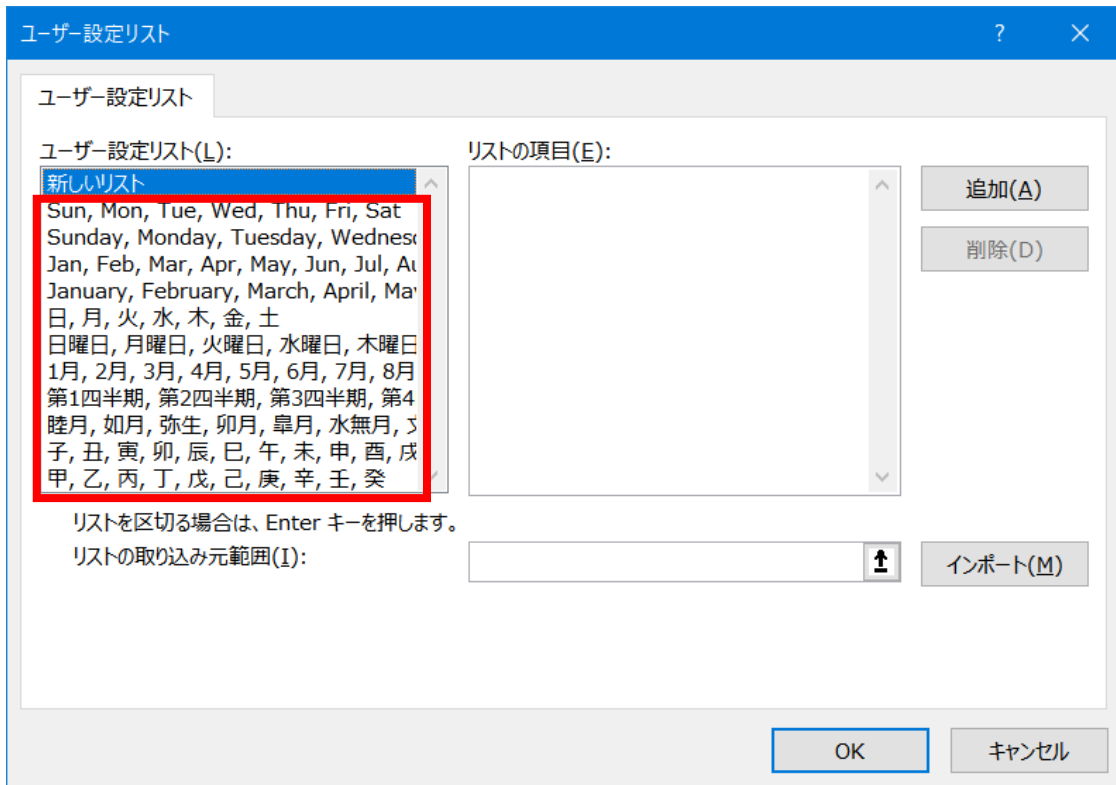 ユーザー設定リスト
?
ユーザー設定リスト
ユーザー設定リスト(L):
新しいリスト
Sun, Mon, Tue, Wed, Thu, Fri, Sat
Sunday, Monday, Tuesday, Wednesd
Jan, Feb, Mar, Apr, May, Jun, Jul, Au
January, February, March, April, May
日, 月, 火, 水, 木, 金, 土
日曜日, 月曜日, 火曜日, 水曜日, 木曜日
1月, 2月, 3月, 4月, 5月, 6月, 7月, 8月
第1四半期, 第2四半期, 第3四半期, 第4
睦月, 如月, 弥生, 卯月, 皐月, 水無月, 文
子, 丑, 寅, 卯, 辰, 巳, 午, 未, 申, 酉, 戌
甲, 乙, 丙, 丁, 戊, 己, 庚, 辛, 壬, 癸
リストの項目(E):
追加(A)
削除(D)
リストを区切る場合は、Enter キーを押します。
リストの取り込み元範囲(I):
インポート(M)
OK
キャンセル